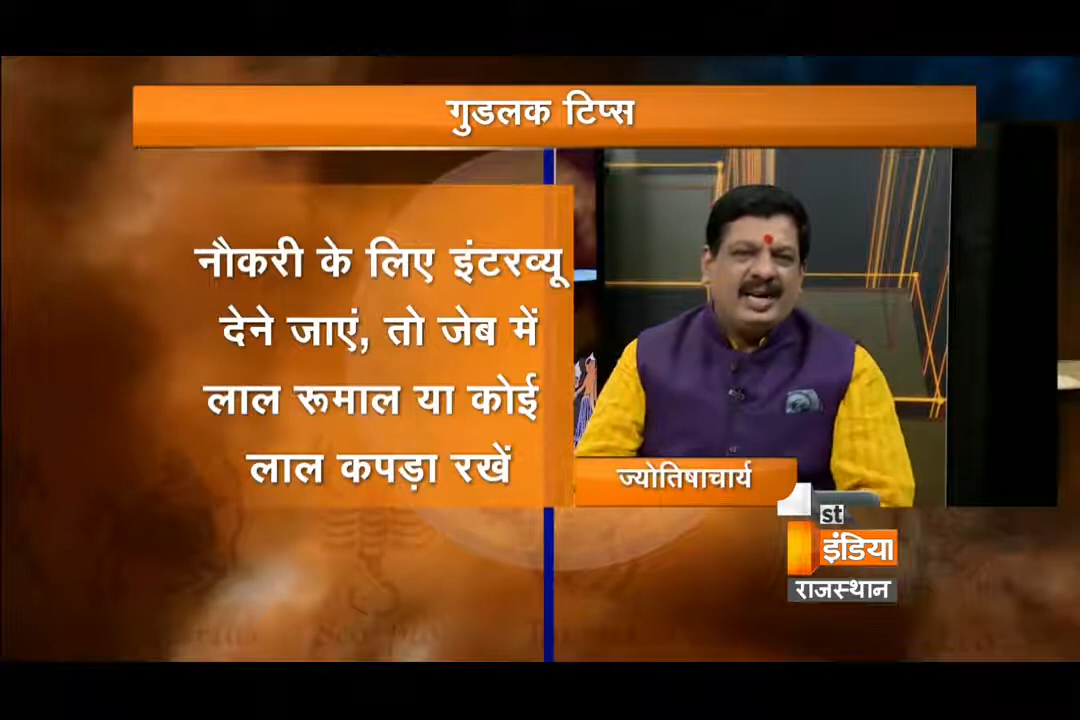 गुडलक टिप्स
नौकरी के लिए इंटरव्यू
देने जाएं, तो जेब में
लाल रूमाल या कोई
लाल कपड़ा रखें
ज्योतिषाचार्य
1st
इंडिया
राजस्थान